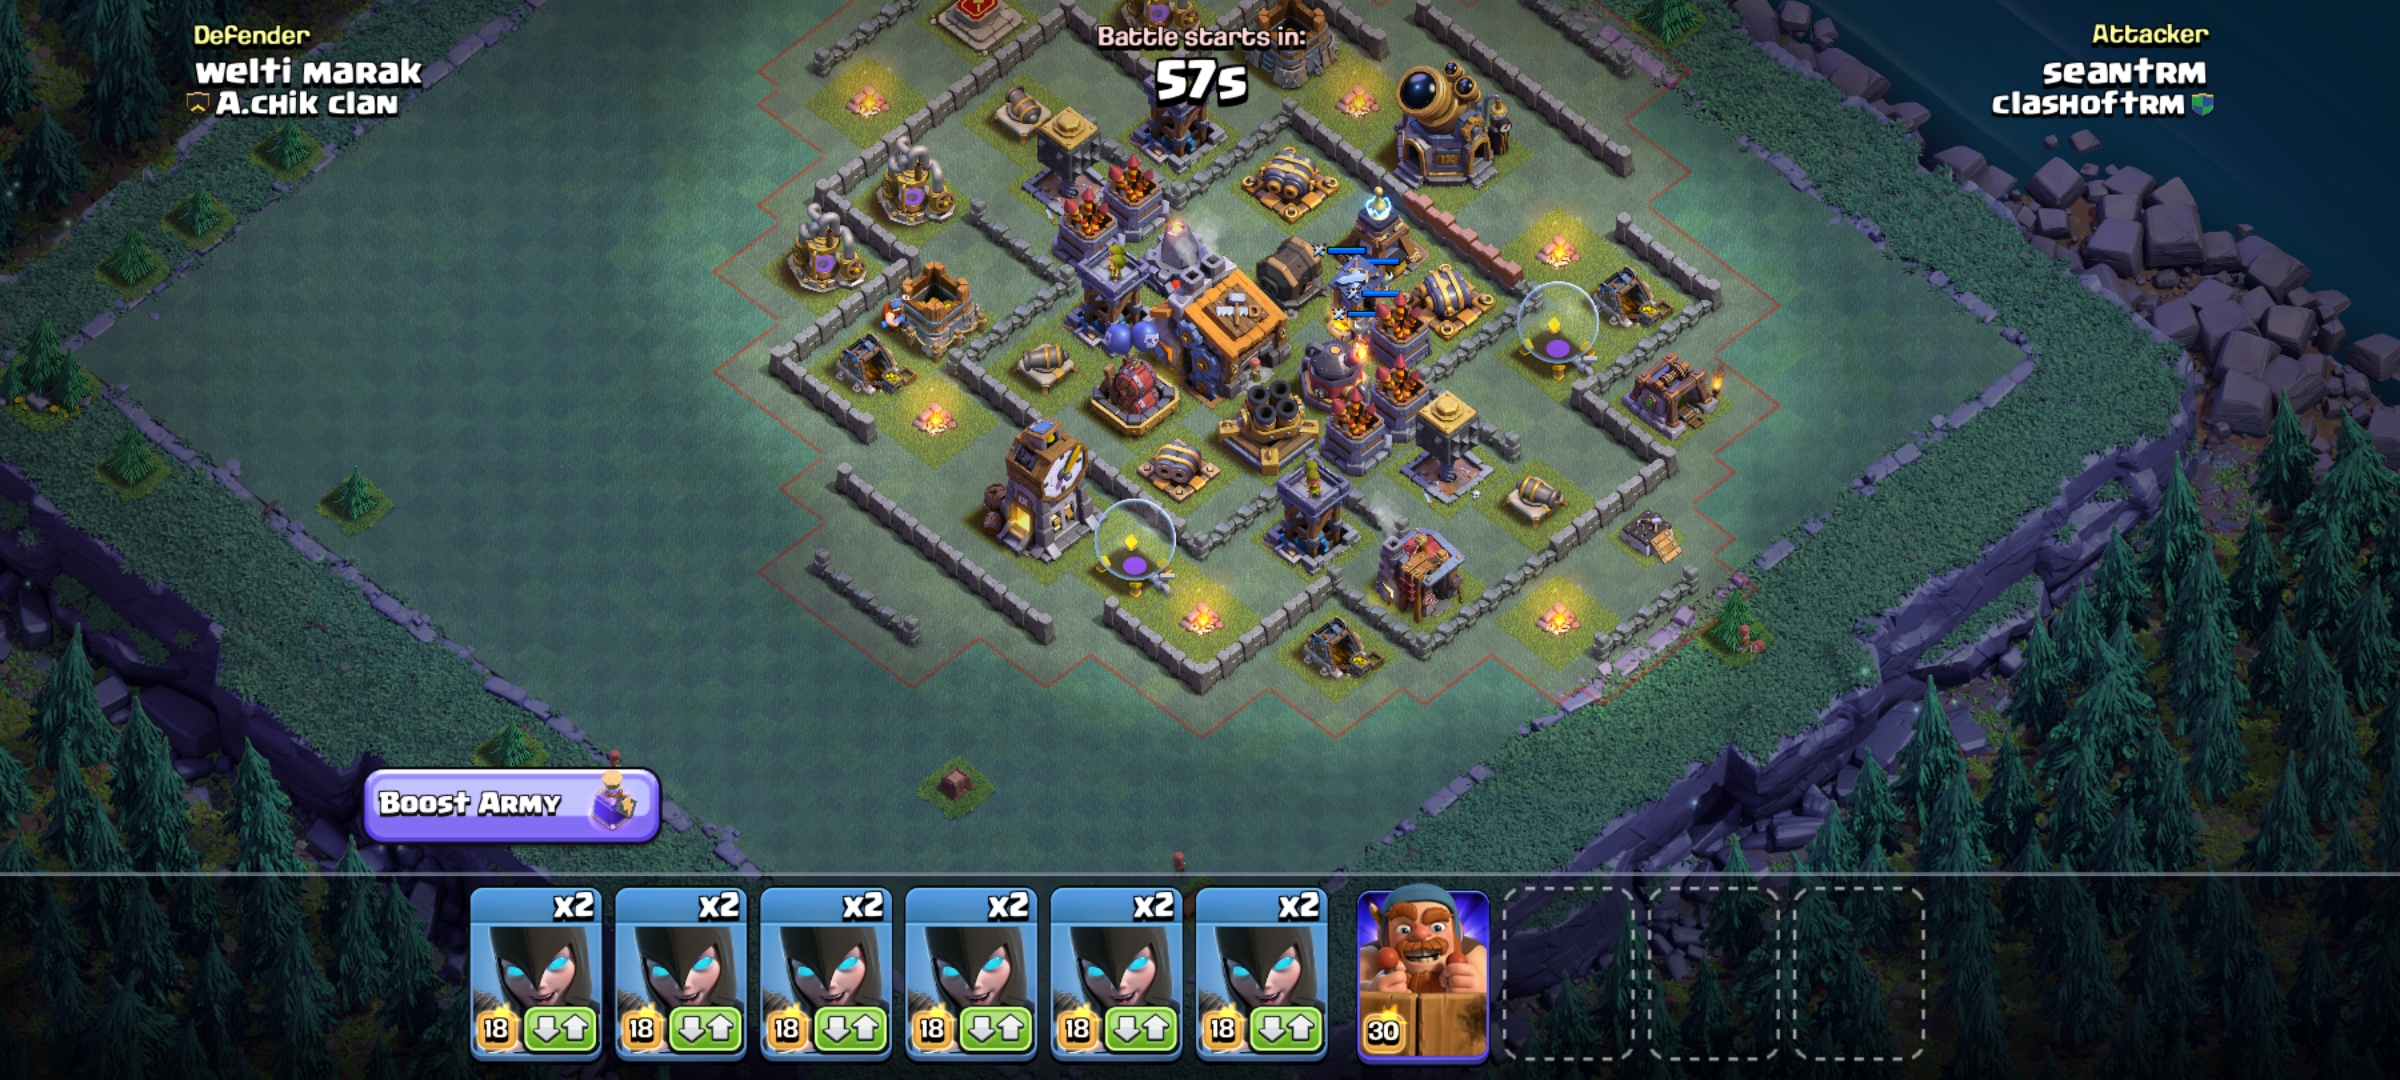 Defender
welti marak
A.chik clan
Battle starts in:
57s
Attacker
seantrm
clashoftrm
Boost Army
x2
x2
x2
x2
x2
x2
18
18
18
18
18
18
30